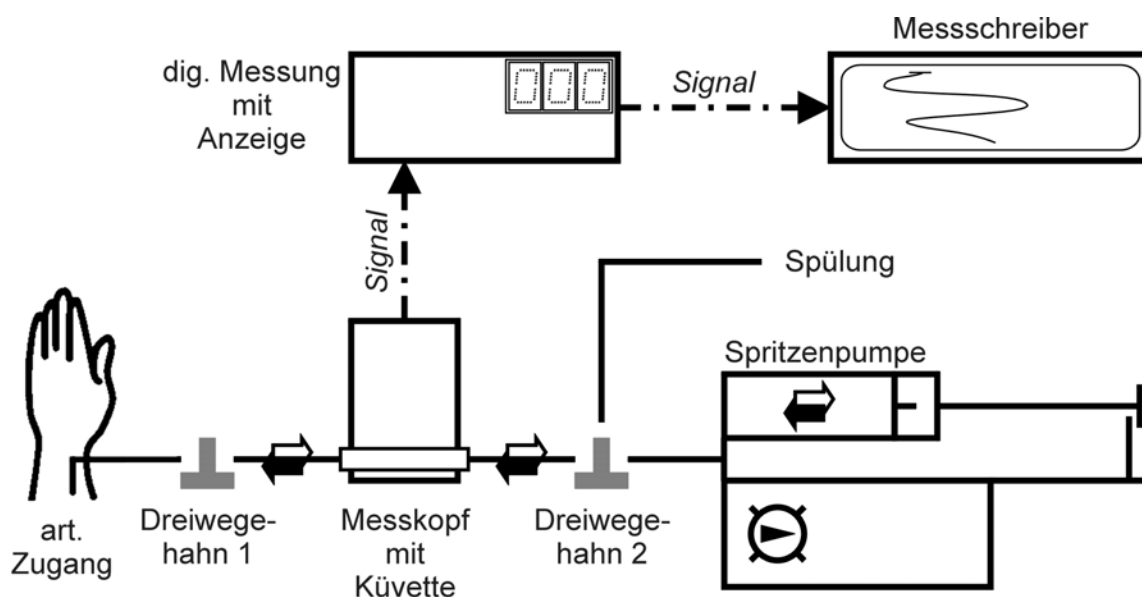 Messschreiber
dig. Messung
mit
Anzeige
000
Signal
Signal
Spülung
Spritzenpumpe
art.
Zugang
Dreiwege-
hahn 1
Messkopf
mit
Küvette
Dreiwege-
hahn 2